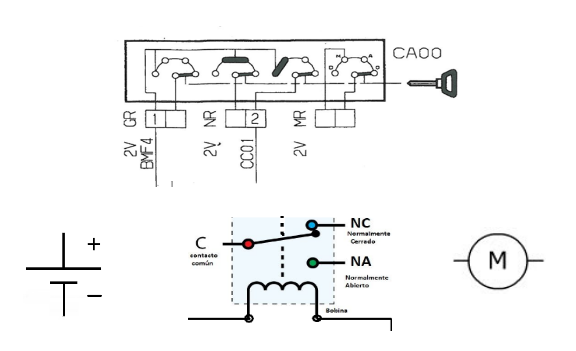 CA00
N A
GR 1 NR 2 MR
2V BMF4 2V CC01 2V
+
−
C
contacto
común
NC
Normalmente
Cerrado
NA
Normalmente
Abierto
Bobina
M